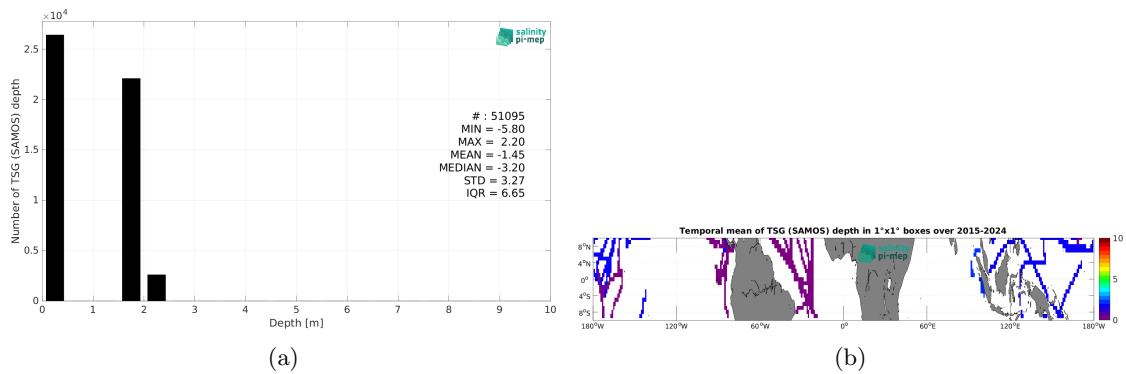 ×10⁴
2.5
2
1.5
1
0.5
0
Number of TSG (SAMOS) depth
salinity
pi-mep
# : 51095
MIN = -5.80
MAX = 2.20
MEAN = -1.45
MEDIAN = -3.20
STD = 3.27
IQR = 6.65
0 1 2 3 4 5 6 7 8 9 10
Depth [m]
(a)
Temporal mean of TSG (SAMOS) depth in 1°x1° boxes over 2015-2024
8°N
4°N
0°
4°S
8°S
salinity
pi-mep
180°W 120°W 60°W 0° 60°E 120°E 180°W
10
5
0
(b)